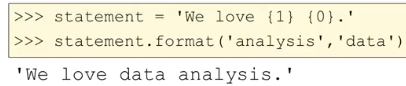 >>> statement = 'We love {1} {0}.'
>>> statement.format('analysis','data')
'We love data analysis.'